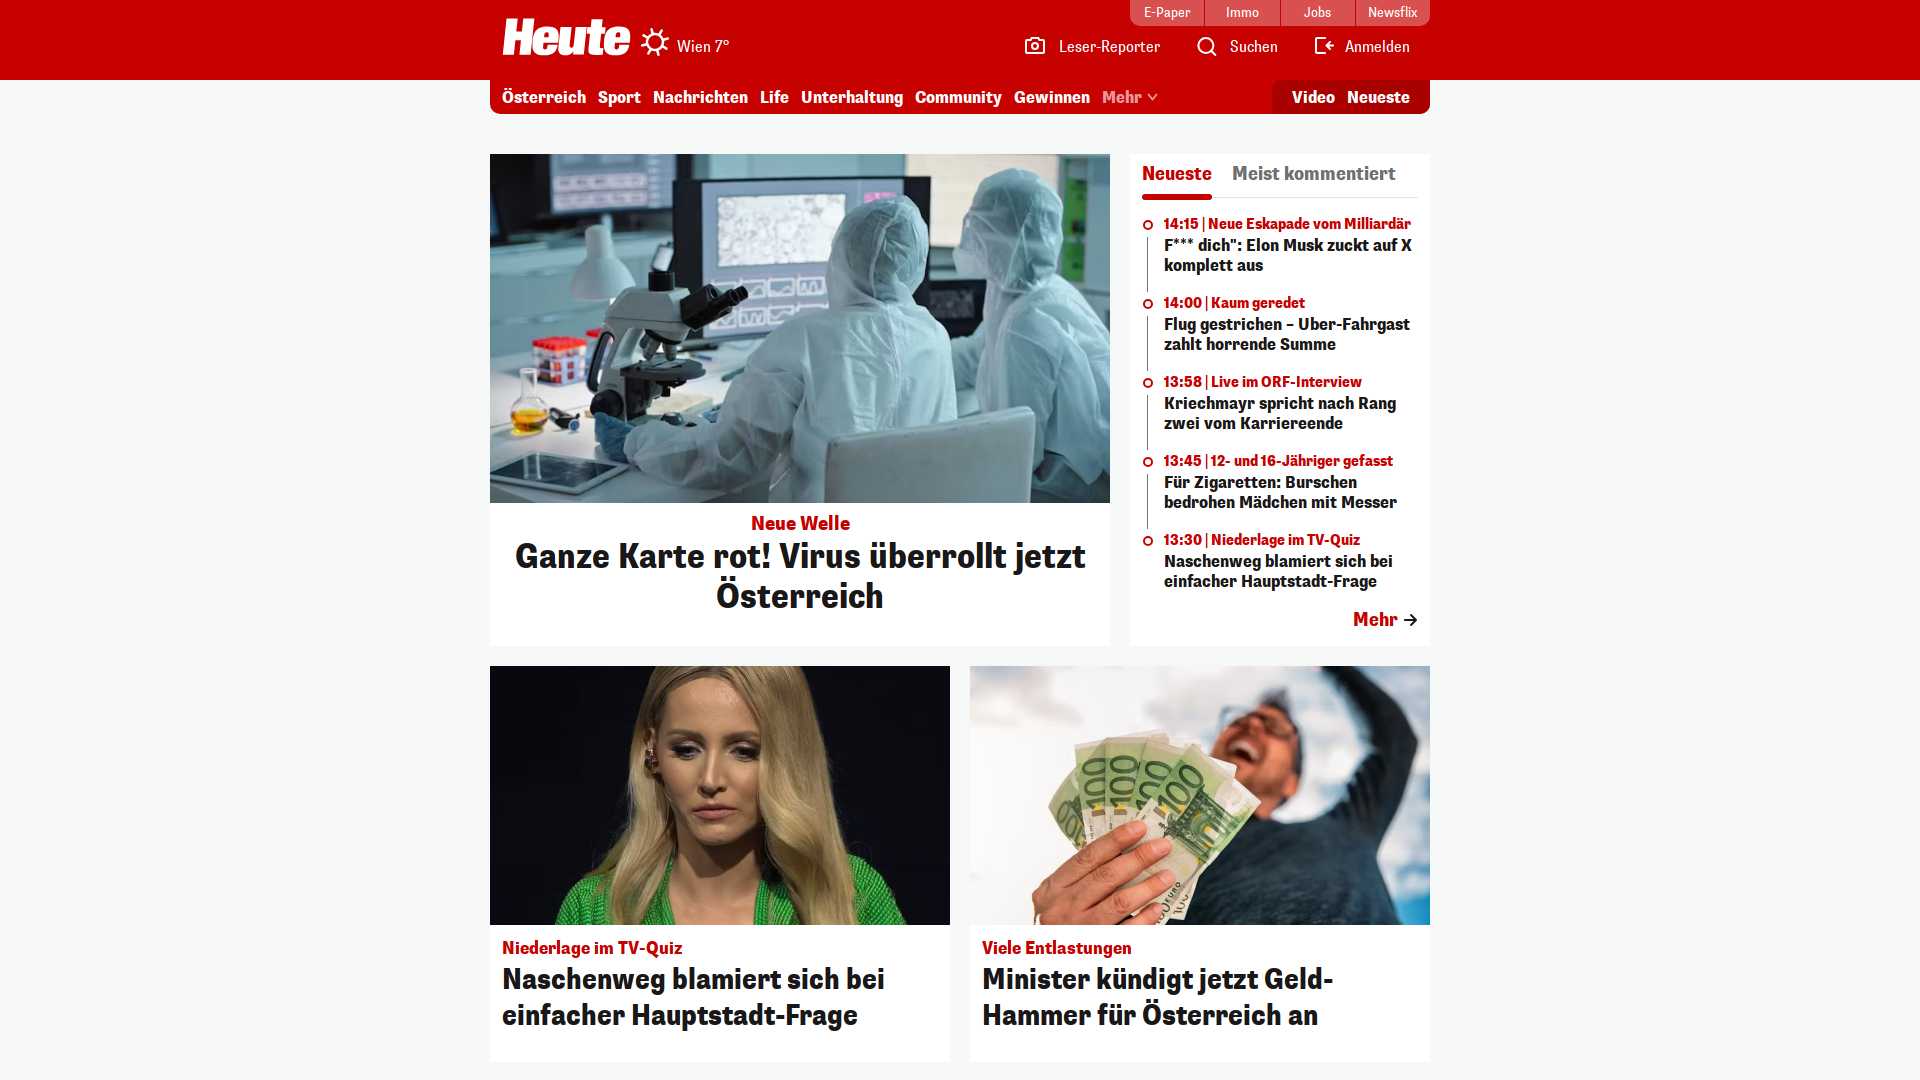 E-Paper
Immo
Jobs
Newsflix
Heute
Wien 7°
Leser-Reporter
Suchen
Anmelden
Österreich Sport Nachrichten Life Unterhaltung Community Gewinnen Mehr
Video Neueste
Neue Welle
Ganze Karte rot! Virus überrollt jetzt
Österreich
Neueste
Meist kommentiert
14:15 | Neue Eskapade vom Milliardär
F*** dich": Elon Musk zuckt auf X
komplett aus
14:00 | Kaum geredet
Flug gestrichen – Uber-Fahrgast
zahlt horrende Summe
13:58 | Live im ORF-Interview
Kriechmayr spricht nach Rang
zwei vom Karriereende
13:45 | 12- und 16-Jähriger gefasst
Für Zigaretten: Burschen
bedrohen Mädchen mit Messer
13:30 | Niederlage im TV-Quiz
Naschenweg blamiert sich bei
einfacher Hauptstadt-Frage
Mehr
100
100
100
100
Niederlage im TV-Quiz
Naschenweg blamiert sich bei
einfacher Hauptstadt-Frage
Viele Entlastungen
Minister kündigt jetzt Geld-
Hammer für Österreich an